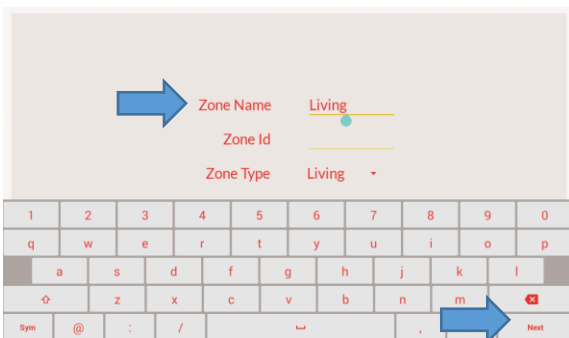 Zone Name Living
Zone Id
Zone Type Living
1 2 3 4 5 6 7 8 9 0
q w e r t y u i o p
a s d f g h j k l
z x c v b n m
Sym @ : / , Next